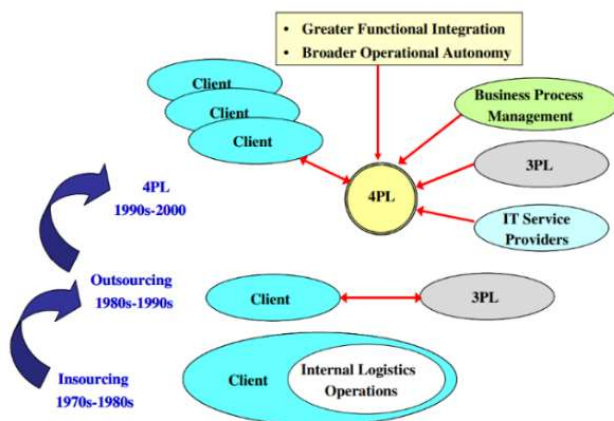 • Greater Functional Integration
• Broader Operational Autonomy
Client
Client
Client
Business Process
Management
4PL
3PL
IT Service
Providers
4PL
1990s-2000
Outsourcing
1980s-1990s
Client
3PL
Insourcing
1970s-1980s
Client
Internal Logistics
Operations